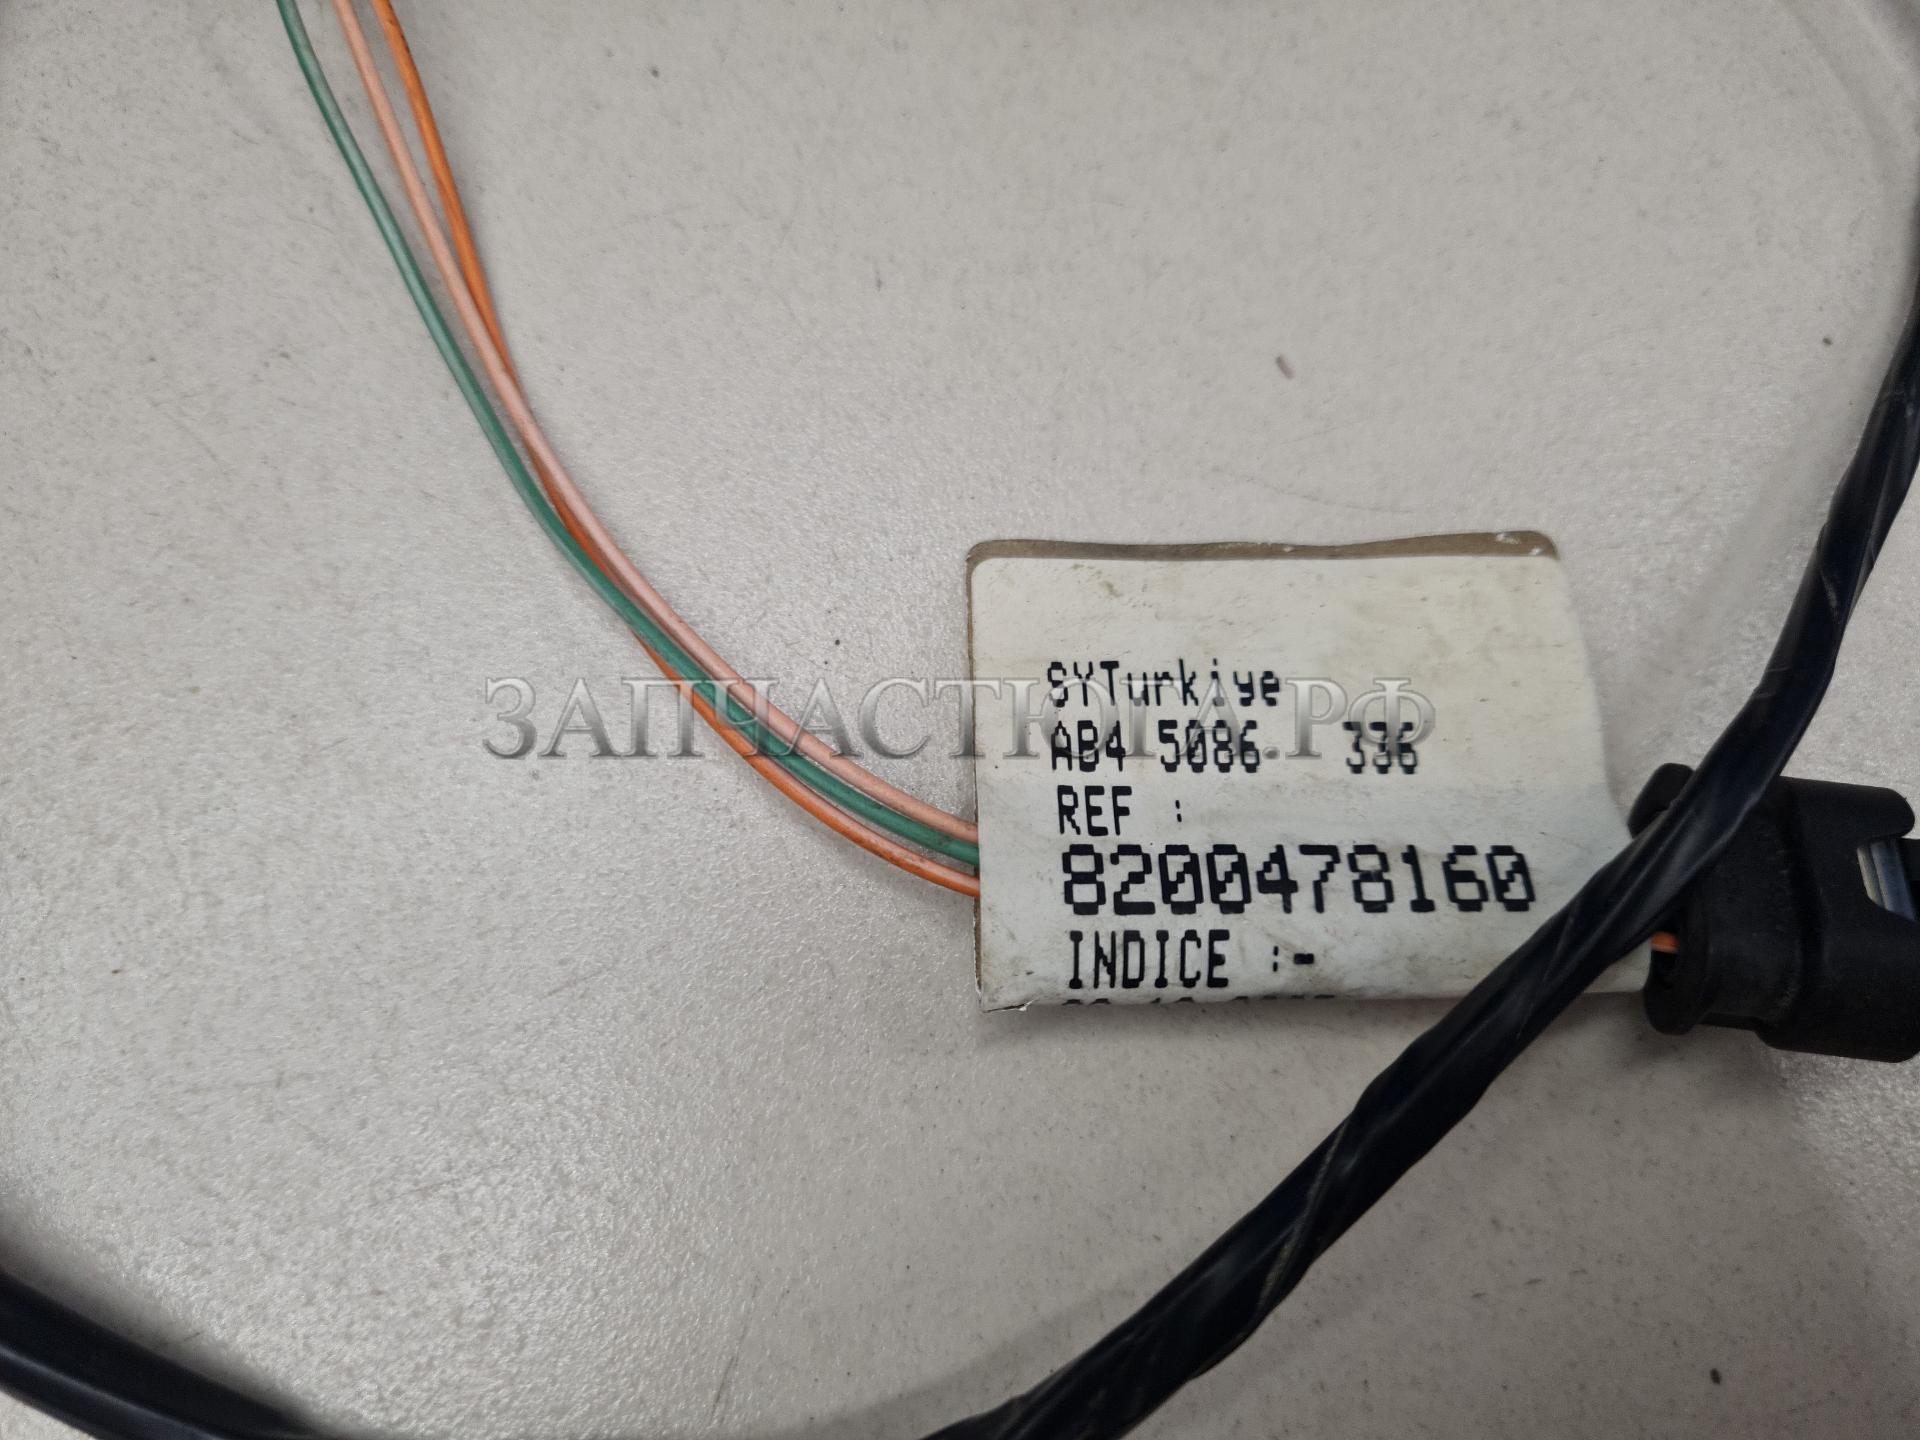 SYTurkiye
ЗАПЧАСТЮГА.РФ
AB4 5086 336
REF :
8200478160
INDICE :-